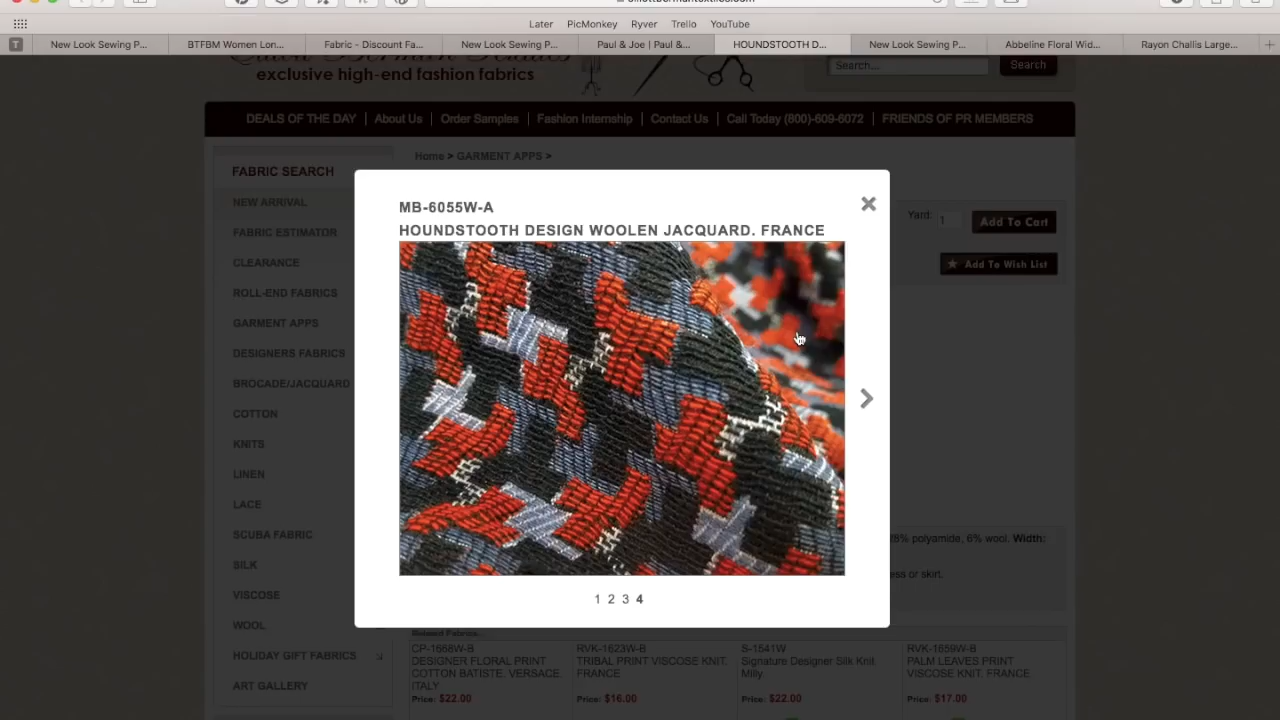 Later PicMonkey Ryver Trello YouTube
T New Look Sewing P... BTFBM Women Lon... Fabric - Discount Fa... New Look Sewing P... Paul & Joe | Paul &... HOUNDSTOOTH D... New Look Sewing P... Abbeline Floral Wid... Rayon Challis Large... +
exclusive high-end fashion fabrics
Search... Search
DEALS OF THE DAY | About Us | Order Samples | Fashion Internship | Contact Us | Call Today (800)-609-6072 | FRIENDS OF PR MEMBERS
Home > GARMENT APPS >
FABRIC SEARCH
NEW ARRIVAL
FABRIC ESTIMATOR
CLEARANCE
ROLL-END FABRICS
GARMENT APPS
DESIGNERS FABRICS
BROCADE/JACQUARD
COTTON
KNITS
LINEN
LACE
SCUBA FABRIC
SILK
VISCOSE
WOOL
HOLIDAY GIFT FABRICS
ART GALLERY
MB-6055W-A
HOUNDSTOOTH DESIGN WOOLEN JACQUARD. FRANCE
1 2 3 4
Yard: 1 Add To Cart
Add To Wish List
28% polyamide, 6% wool. Width:
ess or skirt.
Related Fabrics...
CP-1668W-B
DESIGNER FLORAL PRINT
COTTON BATISTE. VERSACE.
ITALY
Price: $22.00
RVK-1623W-B
TRIBAL PRINT VISCOSE KNIT.
FRANCE
Price: $16.00
S-1541W
Signature Designer Silk Knit.
Milly
Price: $22.00
RVK-1659W-B
PALM LEAVES PRINT
VISCOSE KNIT. FRANCE
Price: $17.00